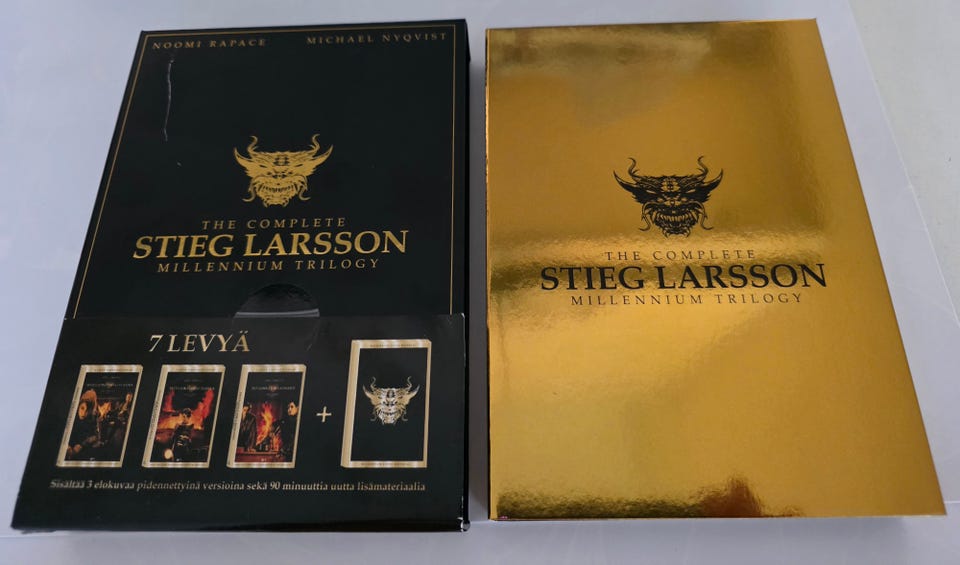 NOOMI RAPACE MICHAEL NYQVIST
THE COMPLETE
STIEG LARSSON
MILLENNIUM TRILOGY
7 LEVYÄ
+
Sisältää 3 elokuvaa pidennettyinä versioina sekä 90 minuuttia uutta lisämateriaalia
THE COMPLETE
STIEG LARSSON
MILLENNIUM TRILOGY